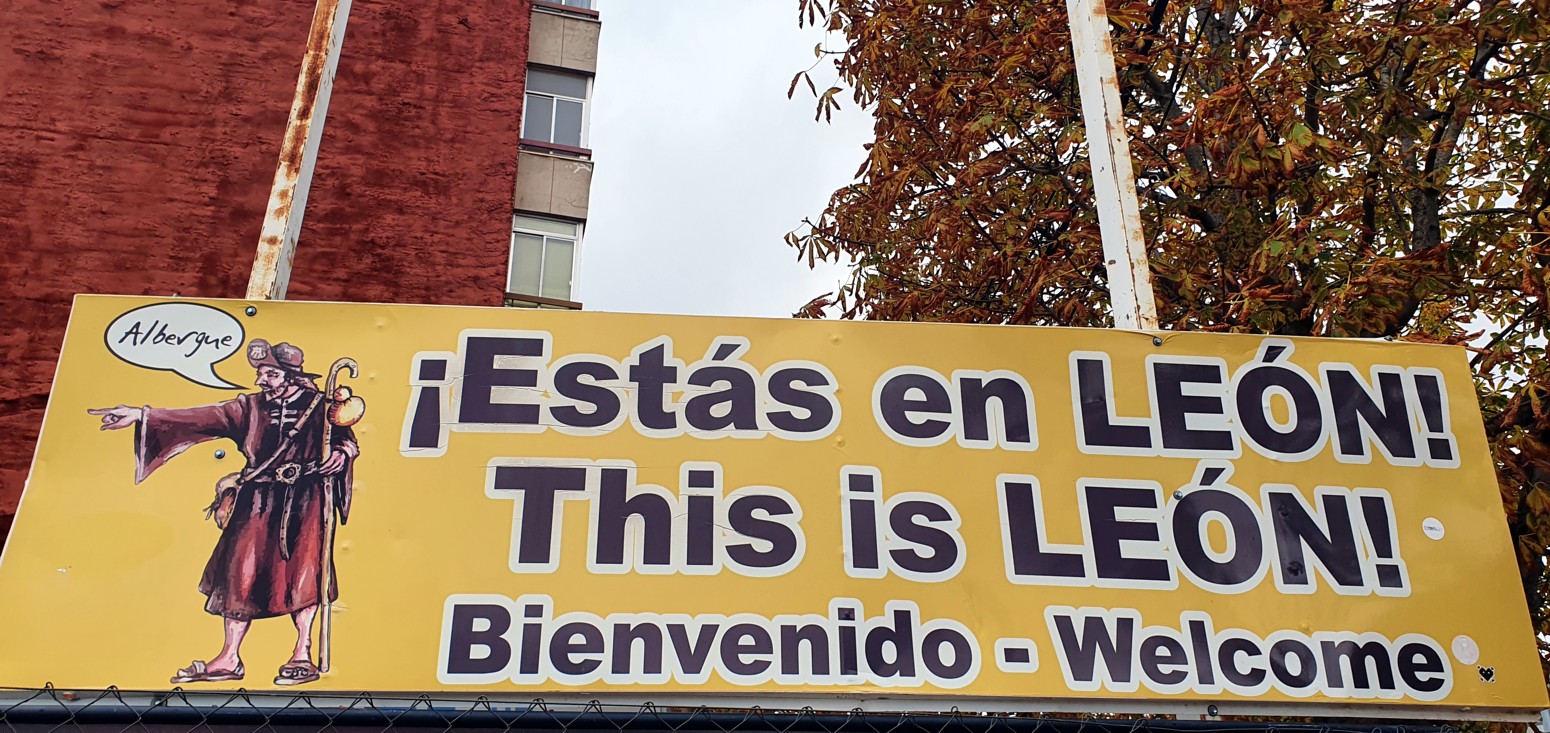 Albergue
¡Estás en LEÓN!
This is LEÓN!
Bienvenido - Welcome